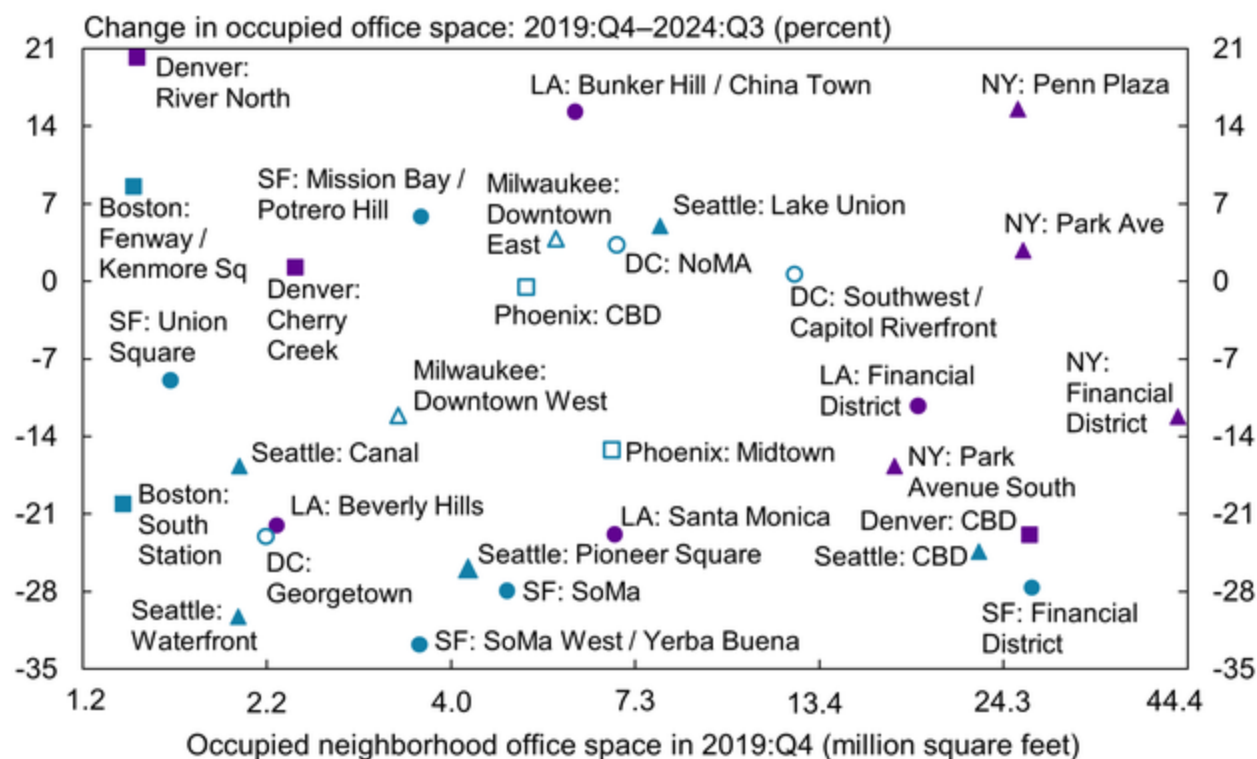 Change in occupied office space: 2019:Q4–2024:Q3 (percent)
21
21
Denver:
River North
LA: Bunker Hill / China Town
NY: Penn Plaza
14
14
SF: Mission Bay /
Potrero Hill
Milwaukee:
Downtown
East
Seattle: Lake Union
7
7
Boston:
Fenway /
Kenmore Sq
NY: Park Ave
DC: NoMA
0
0
Denver:
Cherry
Creek
Phoenix: CBD
DC: Southwest /
Capitol Riverfront
SF: Union
Square
-7
-7
Milwaukee:
Downtown West
LA: Financial
District
NY:
Financial
District
-14
-14
Seattle: Canal
Phoenix: Midtown
NY: Park
Avenue South
Boston:
South
Station
LA: Beverly Hills
LA: Santa Monica
Denver: CBD
-21
-21
DC:
Georgetown
Seattle: Pioneer Square
Seattle: CBD
-28
-28
SF: SoMa
Seattle:
Waterfront
SF: Financial
District
SF: SoMa West / Yerba Buena
-35
-35
1.2
2.2
4.0
7.3
13.4
24.3
44.4
Occupied neighborhood office space in 2019:Q4 (million square feet)